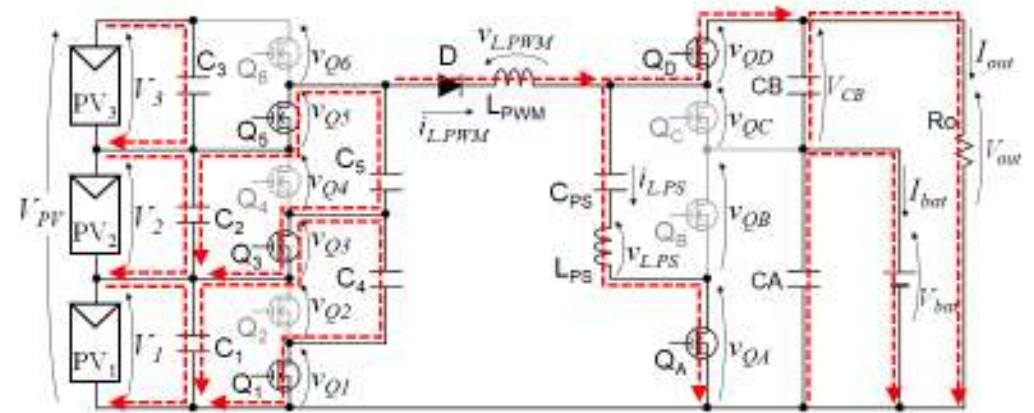 V_PV
PV3
V3
C3
Q6
vQ6
Q5
vQ5
PV2
V2
C2
Q4
vQ4
Q3
vQ3
C5
PV1
V1
C1
Q2
vQ2
Q1
vQ1
C4
D
vL.PWM
LPWM
iL.PWM
CPS
iL.PS
LPS
vL.PS
QD
vQD
QC
vQC
QB
vQB
QA
vQA
CB
VCB
CA
Ibat
Vbat
Ro
Iout
Vout